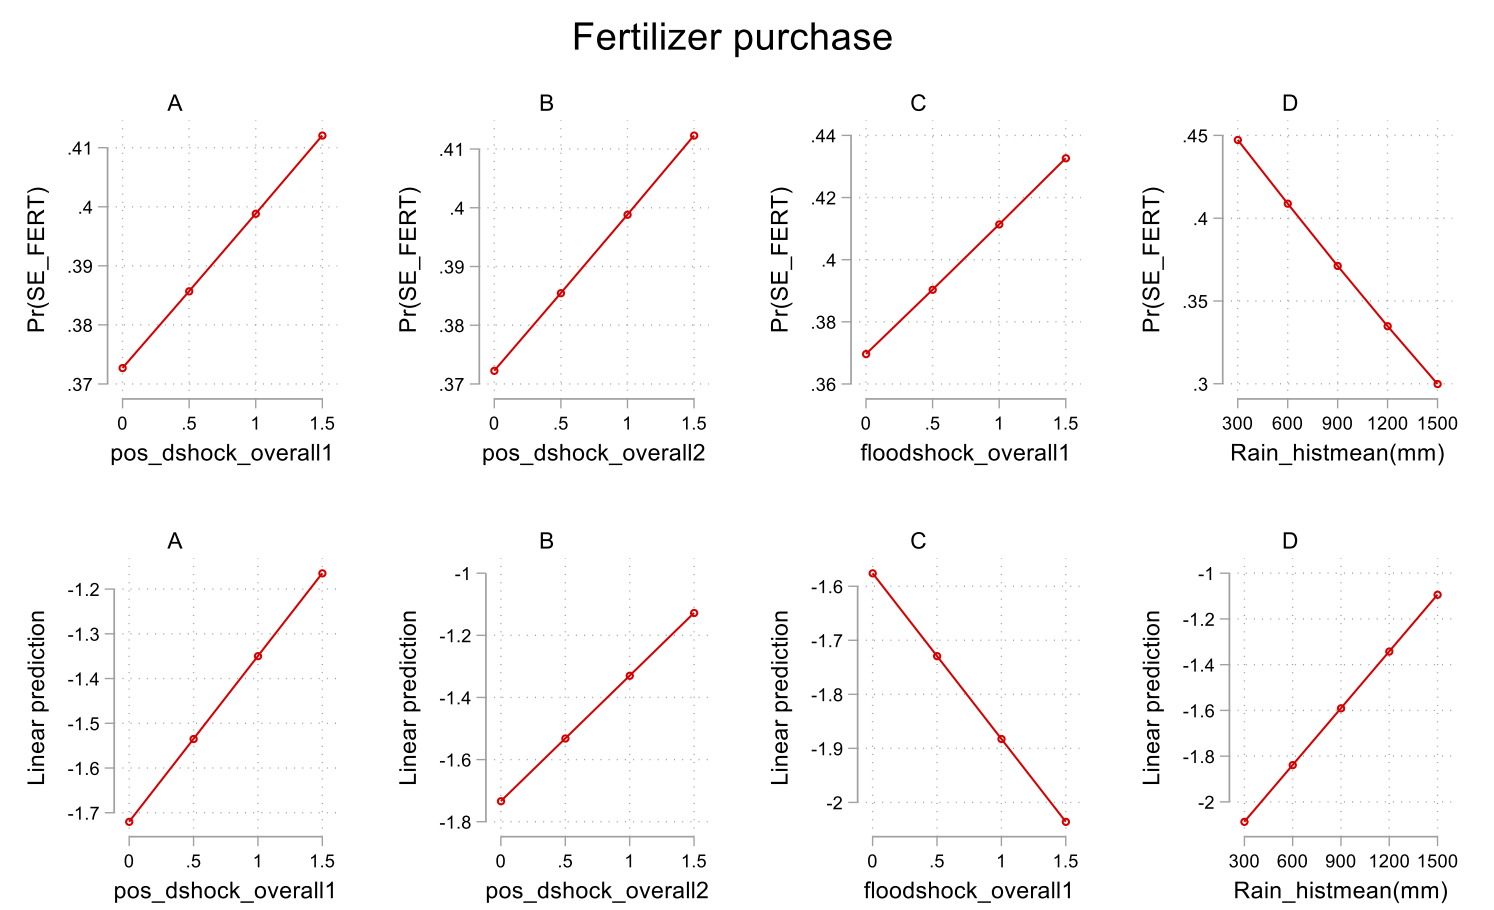 Fertilizer purchase
A
.41
.4
.39
.38
.37
Pr(SE_FERT)
0 .5 1 1.5
pos_dshock_overall1
B
.41
.4
.39
.38
.37
Pr(SE_FERT)
0 .5 1 1.5
pos_dshock_overall2
C
.44
.42
.4
.38
.36
Pr(SE_FERT)
0 .5 1 1.5
floodshock_overall1
D
.45
.4
.35
.3
Pr(SE_FERT)
300 600 900 1200 1500
Rain_histmean(mm)
A
-1.2
-1.3
-1.4
-1.5
-1.6
-1.7
Linear prediction
0 .5 1 1.5
pos_dshock_overall1
B
-1
-1.2
-1.4
-1.6
-1.8
Linear prediction
0 .5 1 1.5
pos_dshock_overall2
C
-1.6
-1.7
-1.8
-1.9
-2
Linear prediction
0 .5 1 1.5
floodshock_overall1
D
-1
-1.2
-1.4
-1.6
-1.8
-2
Linear prediction
300 600 900 1200 1500
Rain_histmean(mm)